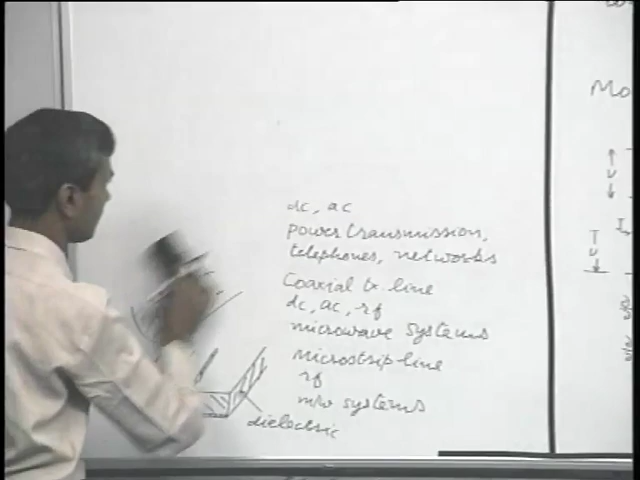 dc, ac
power transmission,
telephones, networks
Coaxial tx. line
dc, ac, rf
microwave systems
Microstrip line
rf
m/w systems
dielectric
Mo